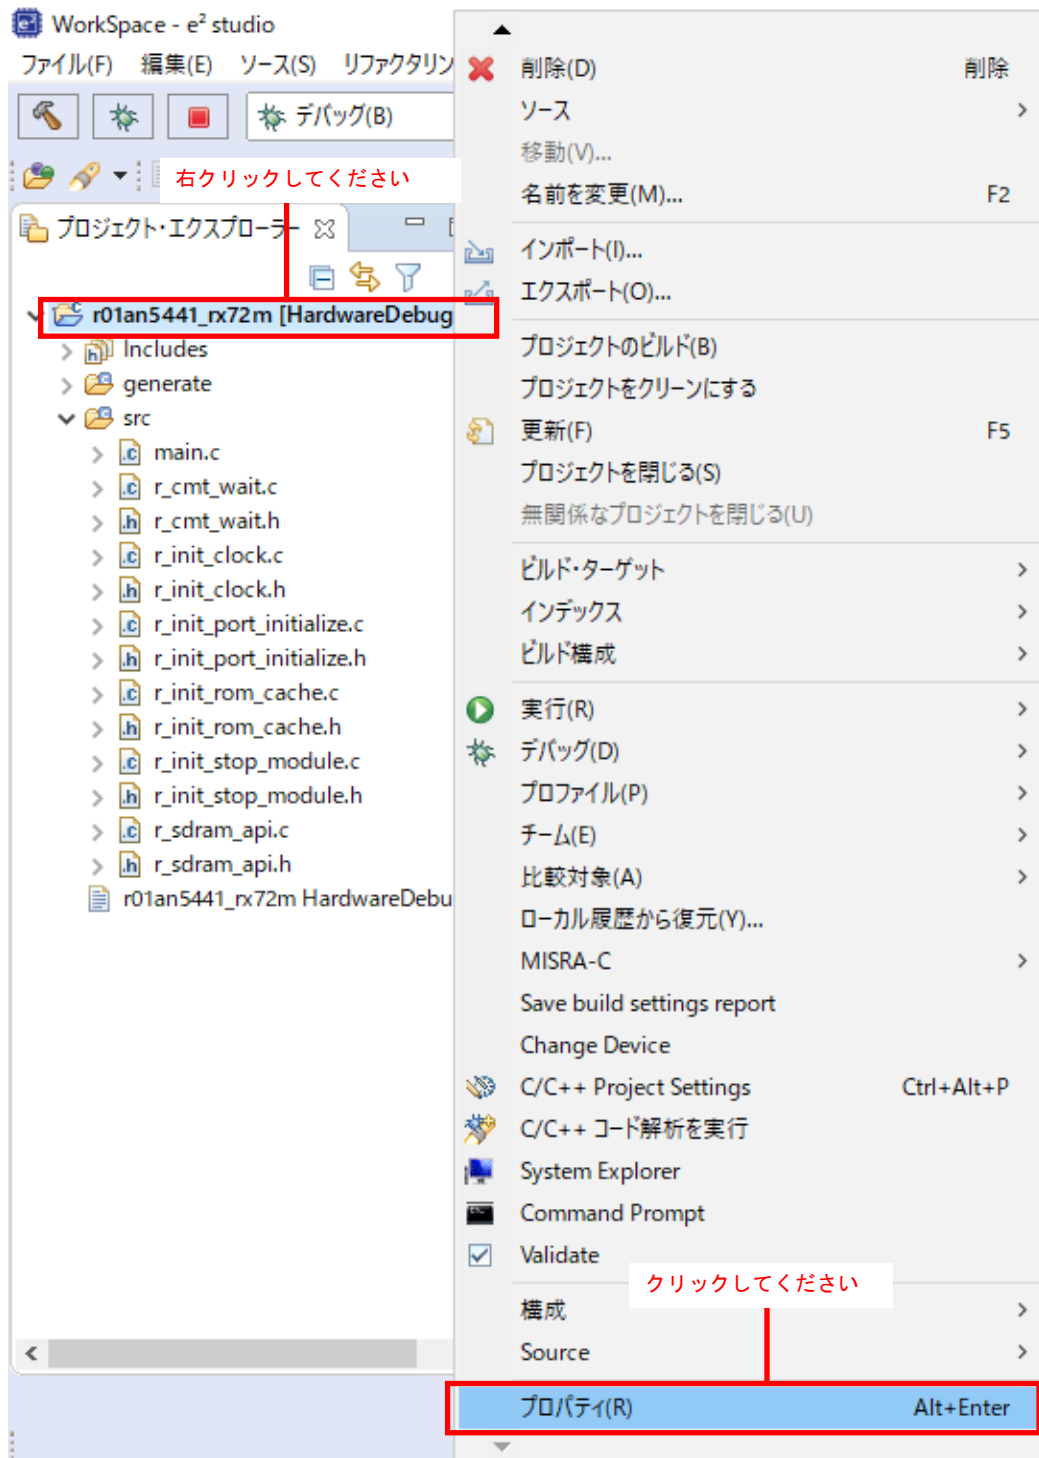 WorkSpace - e² studio
ファイル(F) 編集(E) ソース(S) リファクタリン
デバッグ(B)
右クリックしてください
プロジェクト・エクスプローラー
r01an5441_rx72m [HardwareDebug
Includes
generate
src
main.c
r_cmt_wait.c
r_cmt_wait.h
r_init_clock.c
r_init_clock.h
r_init_port_initialize.c
r_init_port_initialize.h
r_init_rom_cache.c
r_init_rom_cache.h
r_init_stop_module.c
r_init_stop_module.h
r_sdram_api.c
r_sdram_api.h
r01an5441_rx72m HardwareDebu
削除(D) 削除
ソース
移動(V)...
名前を変更(M)... F2
インポート(I)...
エクスポート(O)...
プロジェクトのビルド(B)
プロジェクトをクリーンにする
更新(F) F5
プロジェクトを閉じる(S)
無関係なプロジェクトを閉じる(U)
ビルド・ターゲット
インデックス
ビルド構成
実行(R)
デバッグ(D)
プロファイル(P)
チーム(E)
比較対象(A)
ローカル履歴から復元(Y)...
MISRA-C
Save build settings report
Change Device
C/C++ Project Settings Ctrl+Alt+P
C/C++ コード解析を実行
System Explorer
Command Prompt
Validate
クリックしてください
構成
Source
プロパティ(R) Alt+Enter